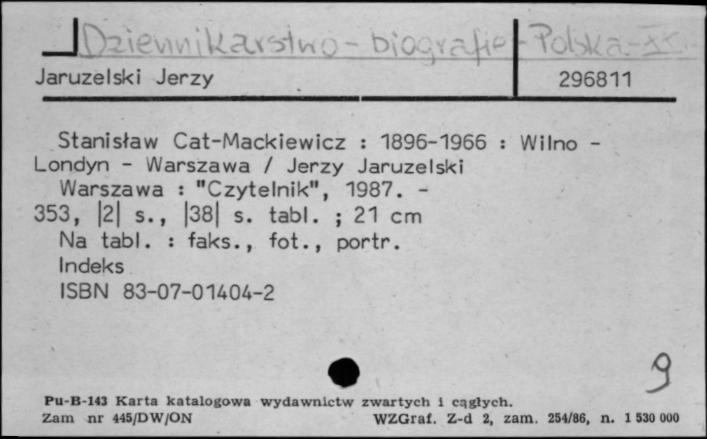 Dziennikarstwo - biografie - Polska - XX w.
Jaruzelski Jerzy 296811
Stanisław Cat-Mackiewicz : 1896-1966 : Wilno -
Londyn - Warszawa / Jerzy Jaruzelski
Warszawa : "Czytelnik", 1987. -
353, |2| s., |38| s. tabl. ; 21 cm
Na tabl. : faks., fot., portr.
Indeks
ISBN 83-07-01404-2
9
Pu-B-143 Karta katalogowa wydawnictw zwartych i cągłych.
Zam nr 445/DW/ON WZGraf. Z-d 2, zam. 254/86, n. 1 530 000